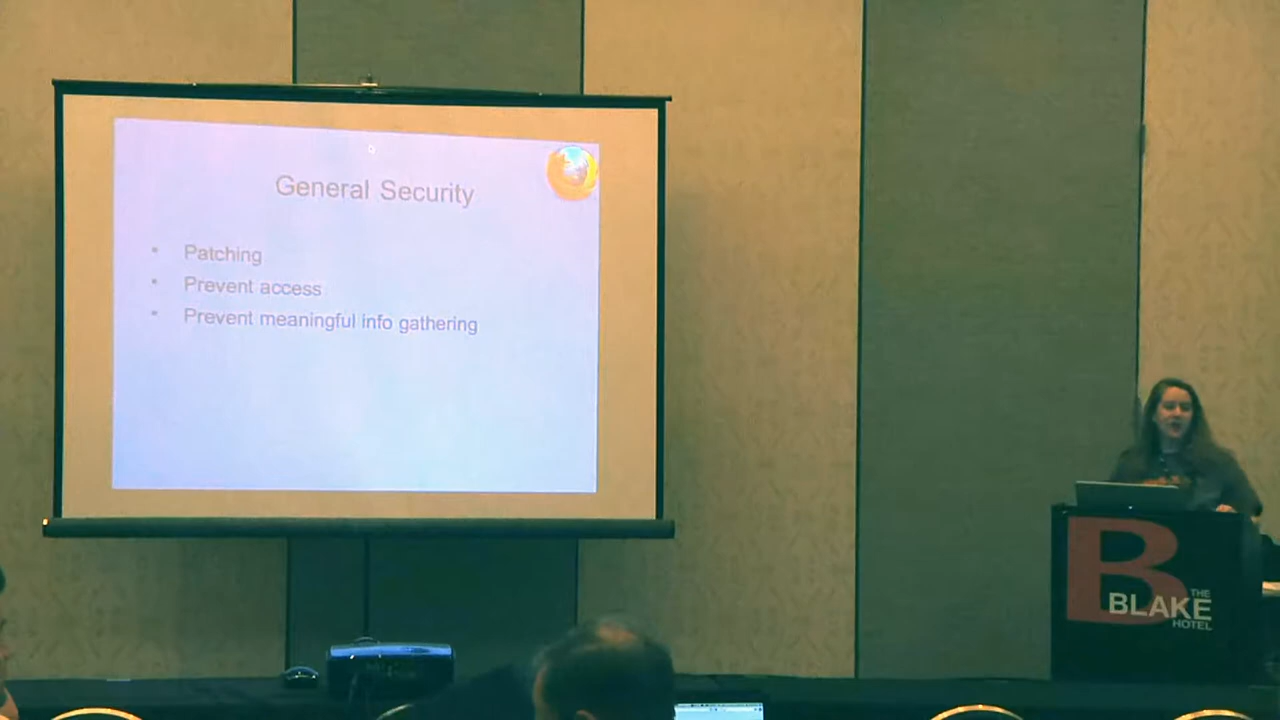 General Security
• Patching
• Prevent access
• Prevent meaningful info gathering
B
THE
BLAKE
HOTEL